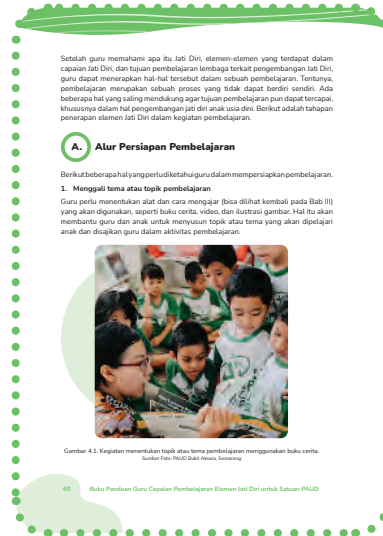 Setelah guru memahami apa itu Jati Diri, elemen-elemen yang terdapat dalam
capaian Jati Diri, dan tujuan pembelajaran lembaga terkait pengembangan Jati Diri,
guru dapat menerapkan hal-hal tersebut dalam sebuah pembelajaran. Tentunya,
pembelajaran merupakan sebuah proses yang tidak dapat berdiri sendiri. Ada
beberapa hal yang saling mendukung agar tujuan pembelajaran pun dapat tercapai,
khususnya dalam hal pengembangan jati diri anak usia dini. Berikut adalah tahapan
penerapan elemen Jati Diri dalam kegiatan pembelajaran.
A. Alur Persiapan Pembelajaran
Berikut beberapa hal yang perlu diketahui guru dalam mempersiapkan pembelajaran.
1. Menggali tema atau topik pembelajaran
Guru perlu menentukan alat dan cara mengajar (bisa dilihat kembali pada Bab III)
yang akan digunakan, seperti buku cerita, video, dan ilustrasi gambar. Hal itu akan
membantu guru dan anak untuk menyusun topik atau tema yang akan dipelajari
anak dan disajikan guru dalam aktivitas pembelajaran.
Gambar 4.1. Kegiatan menentukan topik atau tema pembelajaran menggunakan buku cerita.
Sumber Foto: PAUD Bukit Aksara, Semarang
60 Buku Panduan Guru Capaian Pembelajaran Elemen Jati Diri untuk Satuan PAUD